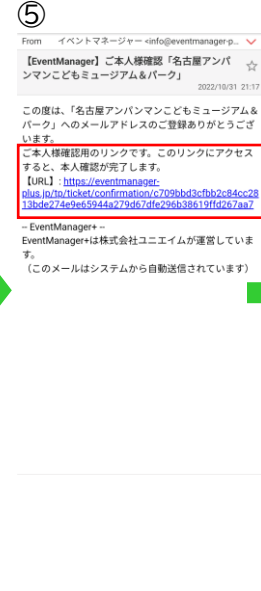 ⑤
From イベントマネージャー <info@eventmanager-p...
【EventManager】ご本人様確認「名古屋アンパ
ンマンこどもミュージアム&パーク」
2022/10/31 21:17
この度は、「名古屋アンパンマンこどもミュージアム&
パーク」へのメールアドレスのご登録ありがとうござ
います。
ご本人様確認用のリンクです。このリンクにアクセス
すると、本人確認が完了します。
【URL】: https://eventmanager-
plus.jp/tp/ticket/confirmation/c709bbd3cfbb2c84cc28
13bde274e9e65944a279d67dfe296b38619ffd267aa7
-- EventManager+ --
EventManager+は株式会社ユニエイムが運営していま
す。
（このメールはシステムから自動送信されています）